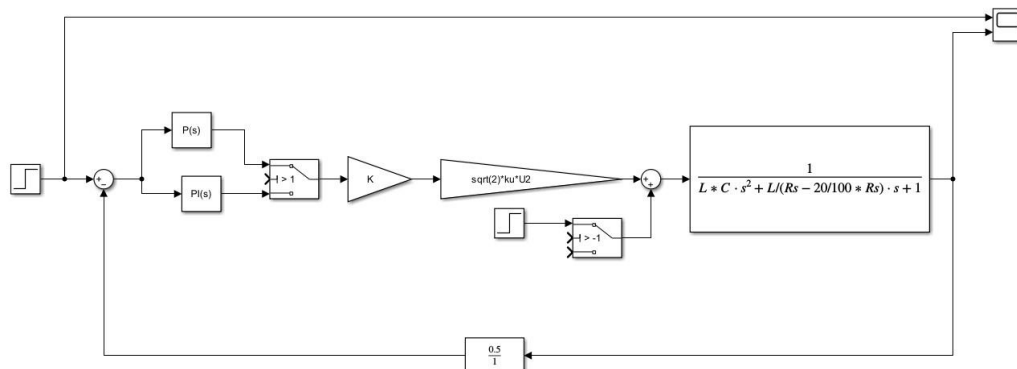 P(s)
PI(s)
> 1
K
sqrt(2)*ku*U2
> -1
1
L * C · s² + L/(Rs − 20/100 * Rs) · s + 1
0.5
1